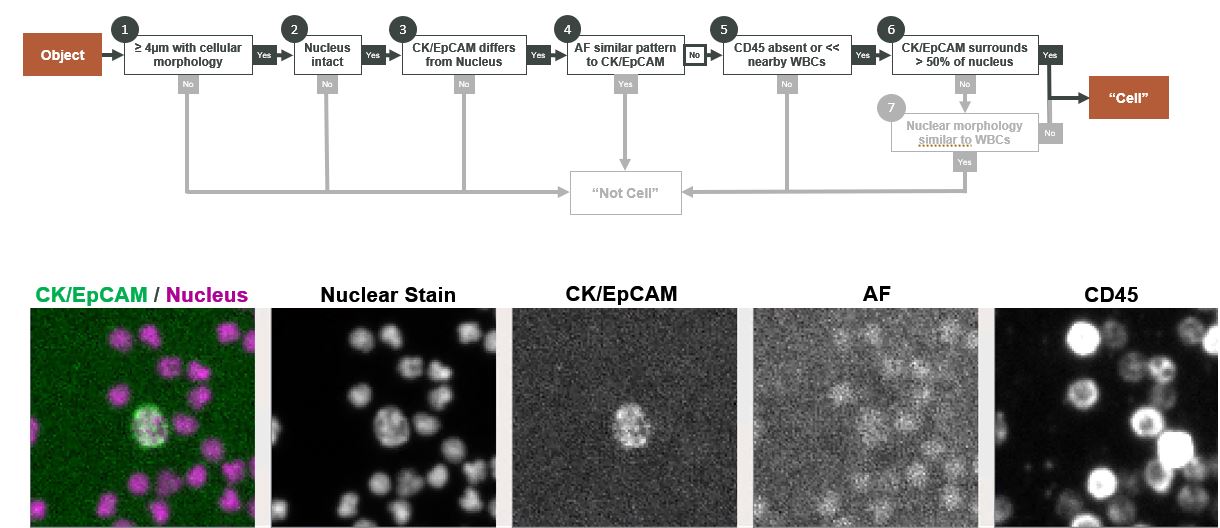 1
2
3
4
5
6
Object
≥ 4µm with cellular
morphology
Yes
No
Nucleus
intact
Yes
No
CK/EpCAM differs
from Nucleus
Yes
No
AF similar pattern
to CK/EpCAM
No
Yes
CD45 absent or <<
nearby WBCs
Yes
No
CK/EpCAM surrounds
> 50% of nucleus
Yes
No
"Cell"
7
Nuclear morphology
similar to WBCs
No
Yes
"Not Cell"
CK/EpCAM / Nucleus
Nuclear Stain
CK/EpCAM
AF
CD45